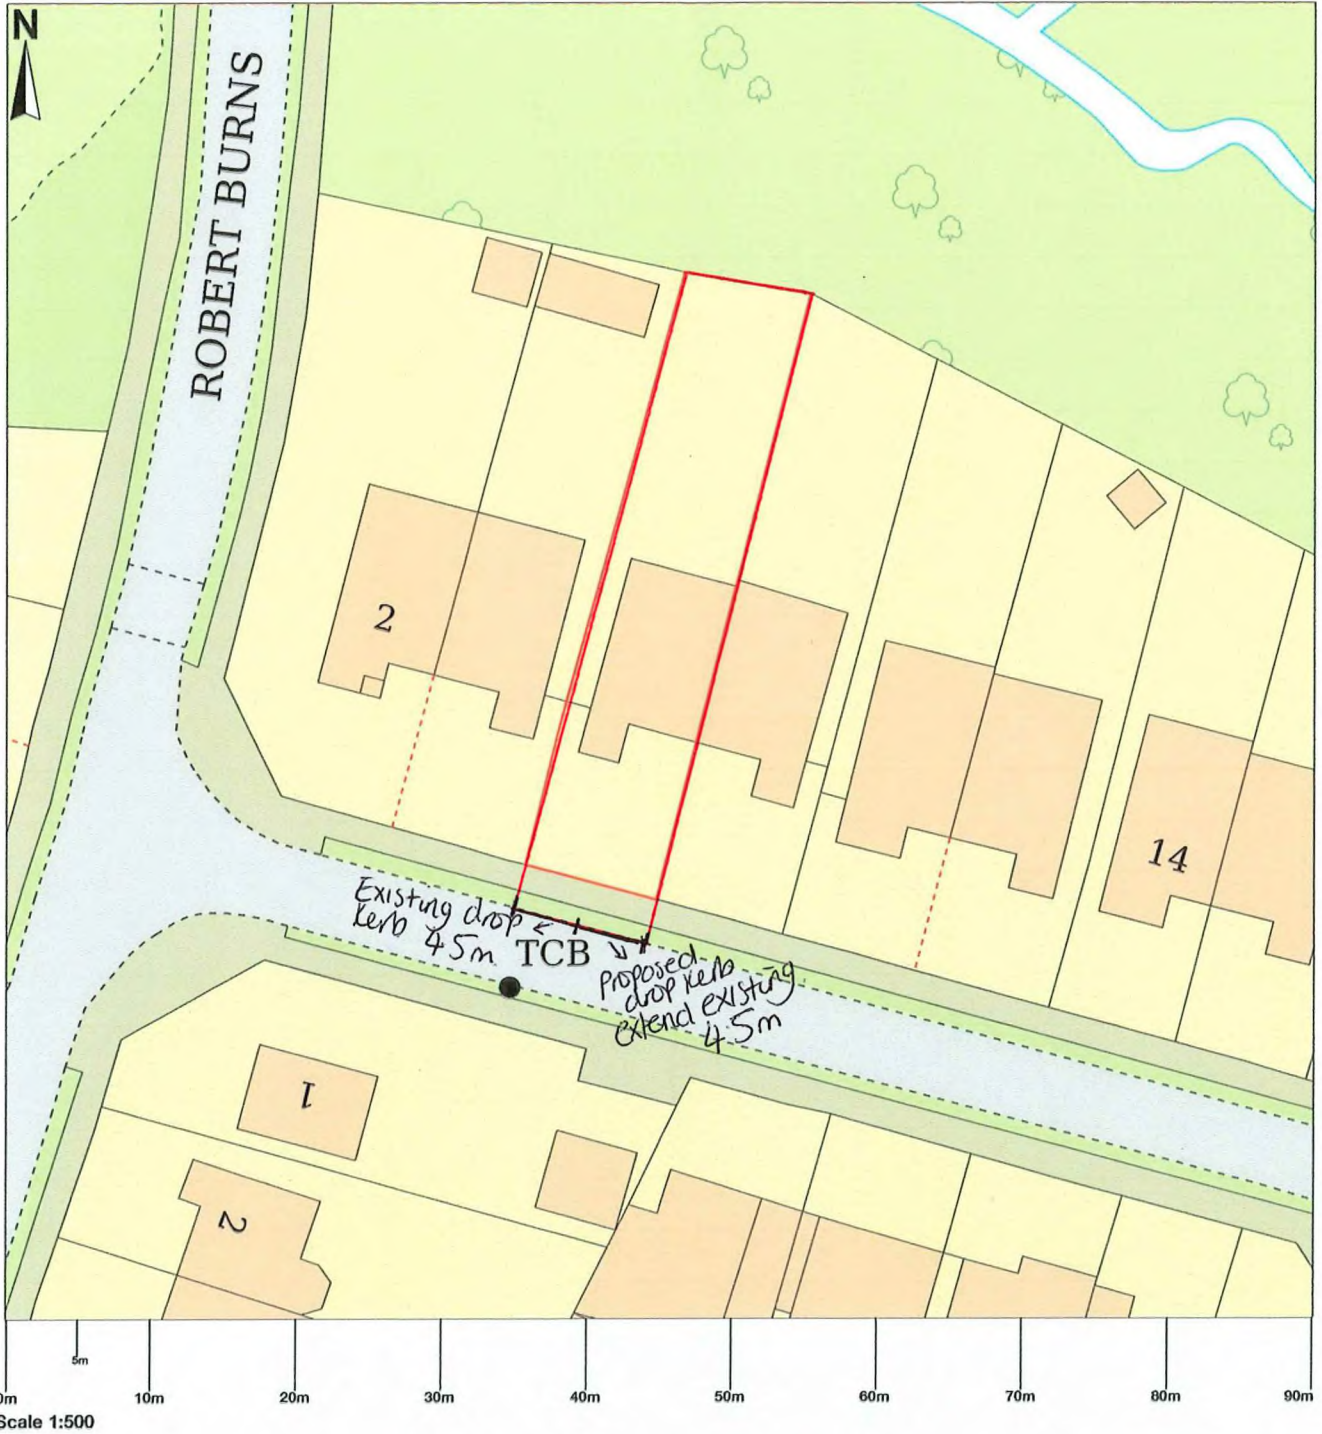 N
ROBERT BURNS
2
14
Existing drop
kerb 4.5m
TCB
proposed
drop kerb
extend existing
4.5m
1
2
5m
0m 10m 20m 30m 40m 50m 60m 70m 80m 90m
Scale 1:500